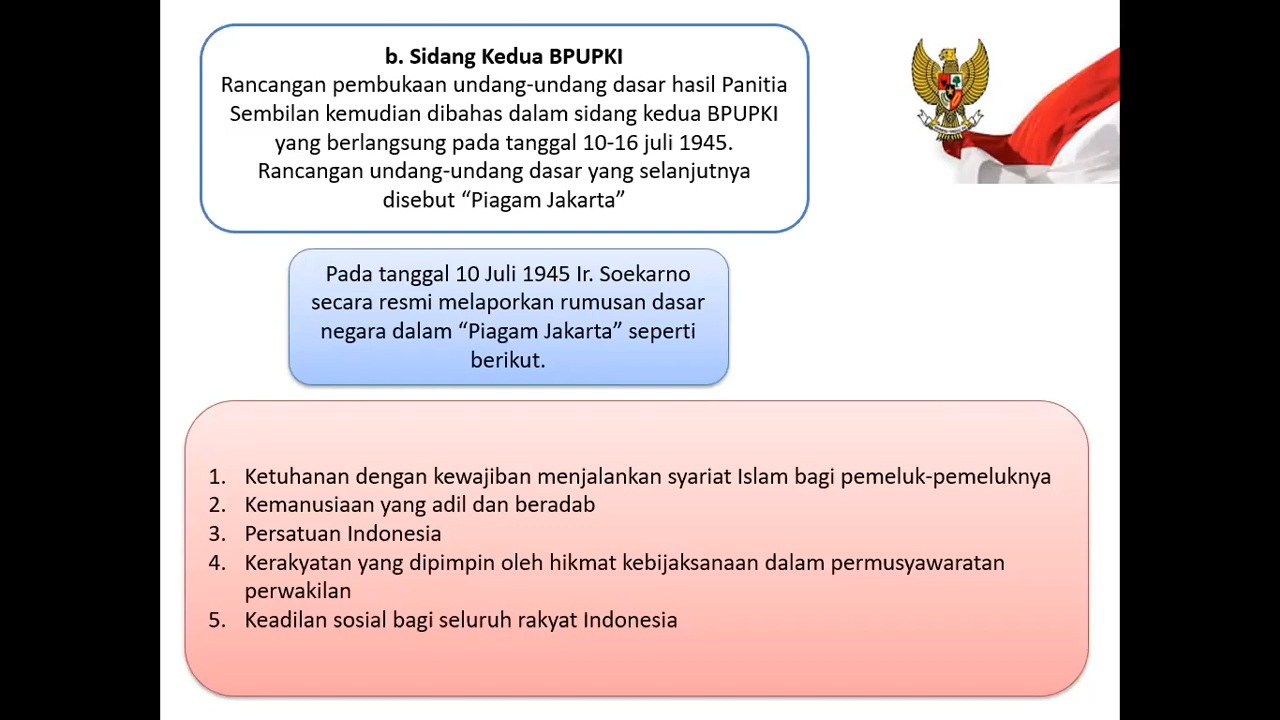 b. Sidang Kedua BPUPKI
Rancangan pembukaan undang-undang dasar hasil Panitia
Sembilan kemudian dibahas dalam sidang kedua BPUPKI
yang berlangsung pada tanggal 10-16 juli 1945.
Rancangan undang-undang dasar yang selanjutnya
disebut “Piagam Jakarta”
Pada tanggal 10 Juli 1945 Ir. Soekarno
secara resmi melaporkan rumusan dasar
negara dalam “Piagam Jakarta” seperti
berikut.
1. Ketuhanan dengan kewajiban menjalankan syariat Islam bagi pemeluk-pemeluknya
2. Kemanusiaan yang adil dan beradab
3. Persatuan Indonesia
4. Kerakyatan yang dipimpin oleh hikmat kebijaksanaan dalam permusyawaratan
perwakilan
5. Keadilan sosial bagi seluruh rakyat Indonesia